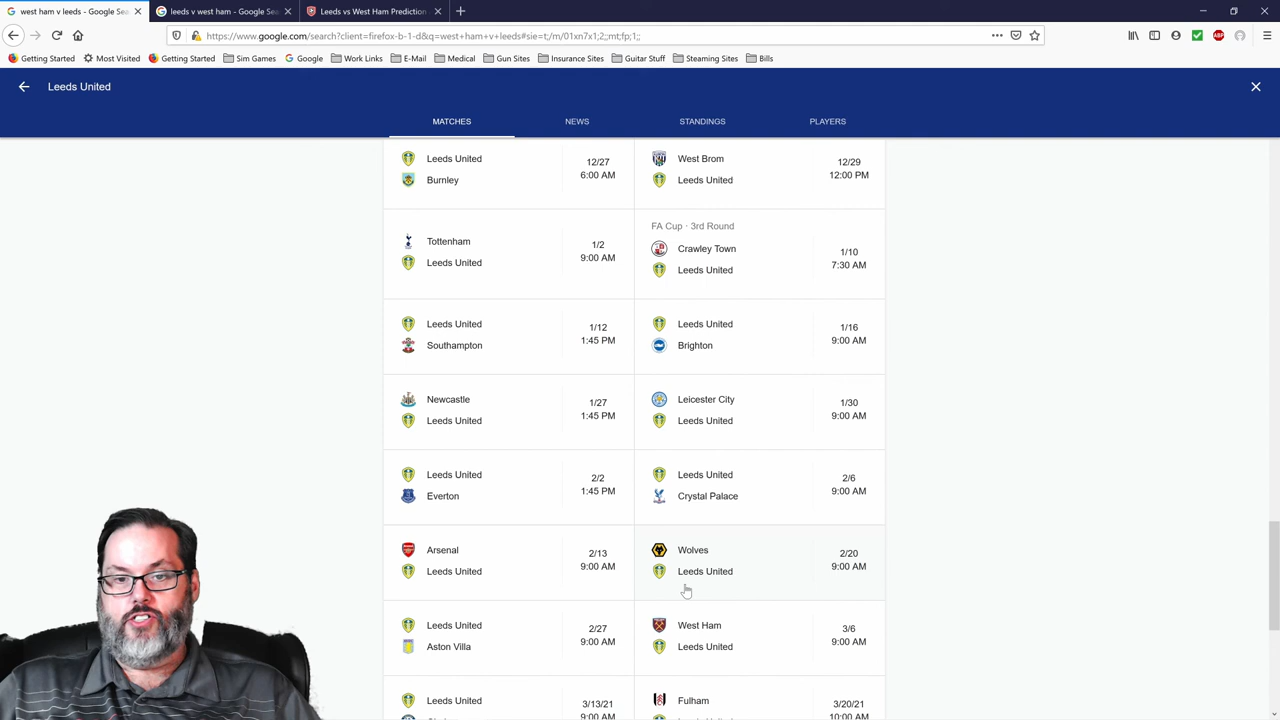 west ham v leeds - Google Sea
leeds v west ham - Google Sea
Leeds vs West Ham Prediction
https://www.google.com/search?client=firefox-b-1-d&q=west+ham+v+leeds#sie=t;/m/01xn7x1;2;;mt;fp;1;;
Getting Started
Most Visited
Getting Started
Sim Games
Google
Work Links
E-Mail
Medical
Gun Sites
Insurance Sites
Guitar Stuff
Steaming Sites
Bills
ABP
Leeds United
MATCHES
NEWS
STANDINGS
PLAYERS
Leeds United
Burnley
12/27
6:00 AM
West Brom
Leeds United
12/29
12:00 PM
Tottenham
Leeds United
1/2
9:00 AM
FA Cup · 3rd Round
Crawley Town
Leeds United
1/10
7:30 AM
Leeds United
Southampton
1/12
1:45 PM
Leeds United
Brighton
1/16
9:00 AM
Newcastle
Leeds United
1/27
1:45 PM
Leicester City
Leeds United
1/30
9:00 AM
Leeds United
Everton
2/2
1:45 PM
Leeds United
Crystal Palace
2/6
9:00 AM
Arsenal
Leeds United
2/13
9:00 AM
Wolves
Leeds United
2/20
9:00 AM
Leeds United
Aston Villa
2/27
9:00 AM
West Ham
Leeds United
3/6
9:00 AM
Leeds United
3/13/21
9:00 AM
Fulham
3/20/21
10:00 AM